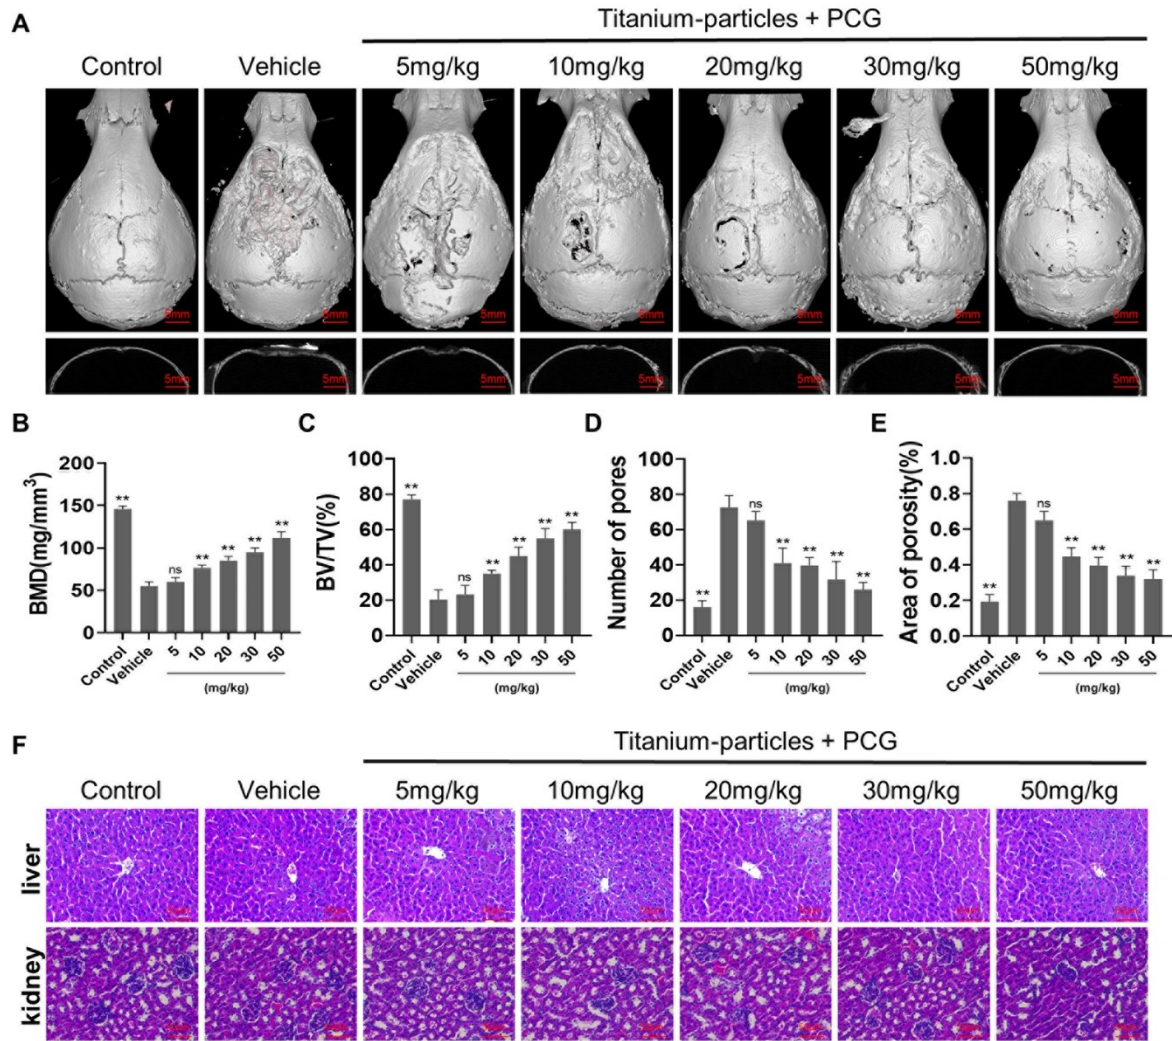 A
Titanium-particles + PCG
Control Vehicle 5mg/kg 10mg/kg 20mg/kg 30mg/kg 50mg/kg
5mm 5mm 5mm 5mm 5mm 5mm 5mm
5mm 5mm 5mm 5mm 5mm 5mm 5mm
B
BMD(mg/mm³)
200
150
100
50
0
** ns ** ** ** **
Control Vehicle 5 10 20 30 50
(mg/kg)
C
BV/TV(%)
100
80
60
40
20
0
** ns ** ** ** **
Control Vehicle 5 10 20 30 50
(mg/kg)
D
Number of pores
100
80
60
40
20
0
** ns ** ** ** **
Control Vehicle 5 10 20 30 50
(mg/kg)
E
Area of porosity(%)
1.0
0.8
0.6
0.4
0.2
0.0
** ns ** ** ** **
Control Vehicle 5 10 20 30 50
(mg/kg)
F
Titanium-particles + PCG
Control Vehicle 5mg/kg 10mg/kg 20mg/kg 30mg/kg 50mg/kg
liver
kidney